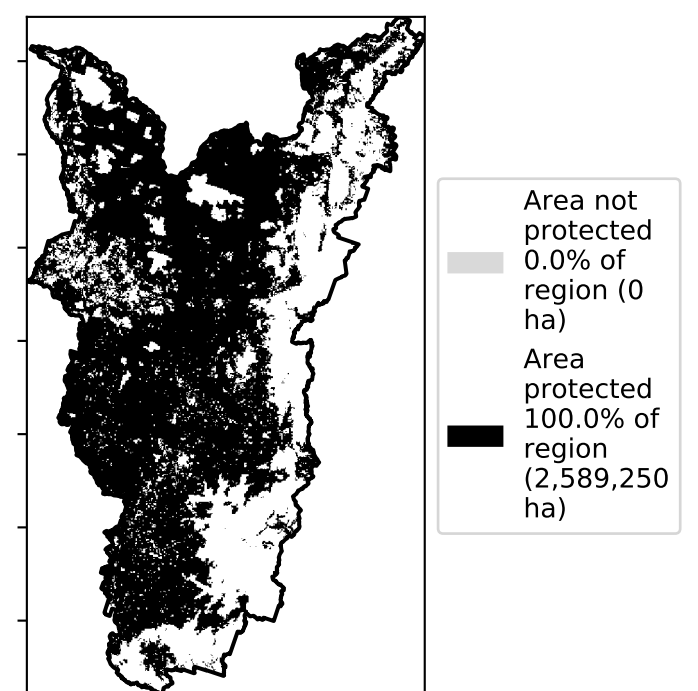 Area not
protected
0.0% of
region (0
ha)
Area
protected
100.0% of
region
(2,589,250
ha)